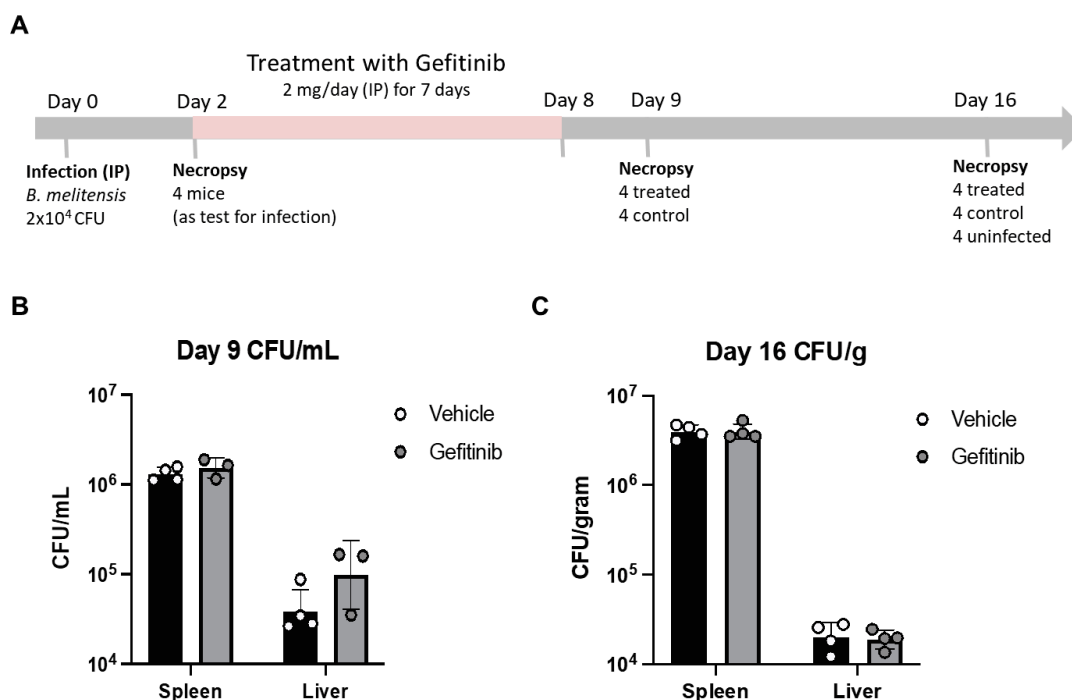 A
Treatment with Gefitinib
2 mg/day (IP) for 7 days
Day 0
Day 2
Day 8
Day 9
Day 16
Infection (IP)
B. melitensis
2x10⁴ CFU
Necropsy
4 mice
(as test for infection)
Necropsy
4 treated
4 control
Necropsy
4 treated
4 control
4 uninfected
B
Day 9 CFU/mL
CFU/mL
10⁷
10⁶
10⁵
10⁴
Spleen
Liver
Vehicle
Gefitinib
C
Day 16 CFU/g
CFU/gram
10⁷
10⁶
10⁵
10⁴
Spleen
Liver
Vehicle
Gefitinib